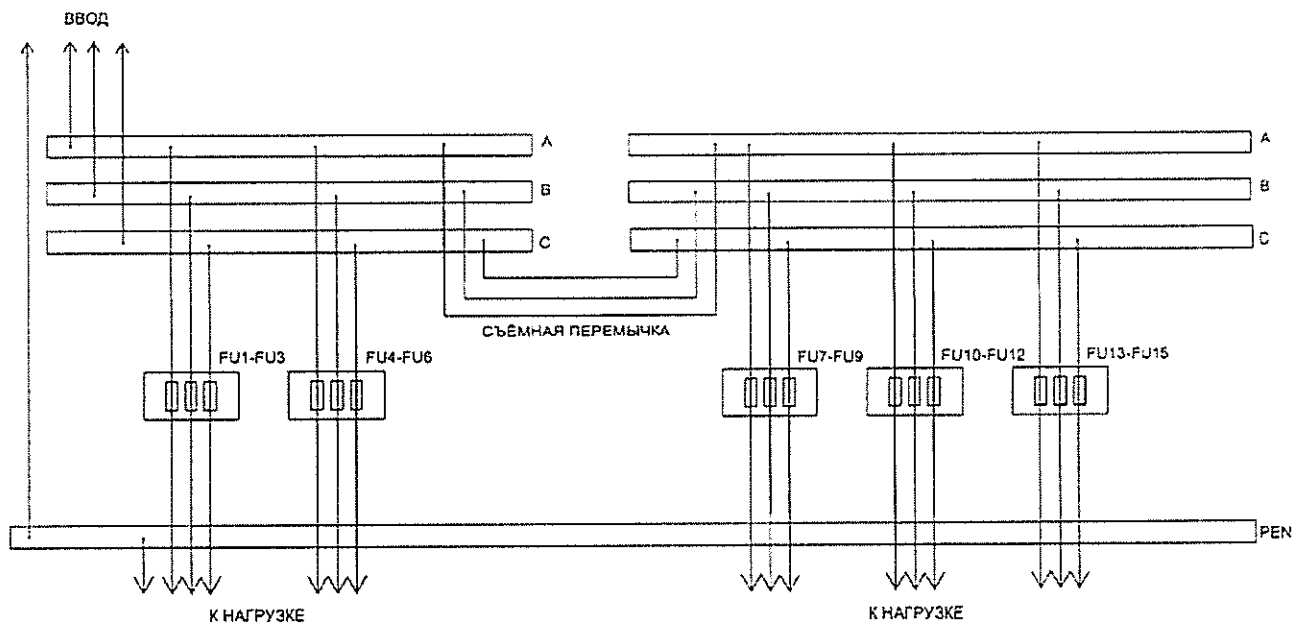 ВВОД
А
Б
С
А
В
С
СЪЁМНАЯ ПЕРЕМЫЧКА
FU1-FU3
FU4-FU6
FU7-FU9
FU10-FU12
FU13-FU15
PEN
К НАГРУЗКЕ
К НАГРУЗКЕ